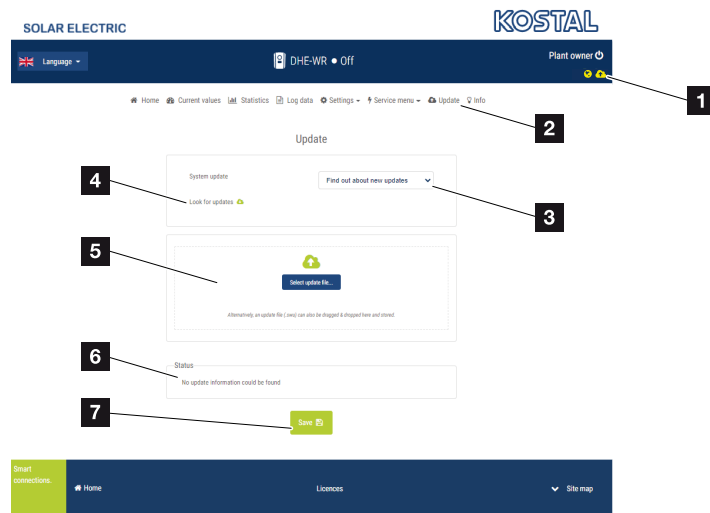 SOLAR ELECTRIC
KOSTAL
Language
DHE-WR ● Off
Plant owner
1
Home Current values Statistics Log data Settings Service menu Update Info
2
Update
System update
Find out about new updates
3
4
Look for updates
5
Select update file...
Alternatively, an update file (.swu) can also be dragged & dropped here and stored.
6
Status
No update information could be found
7
Save
Smart
connections.
Home
Licences
Site map